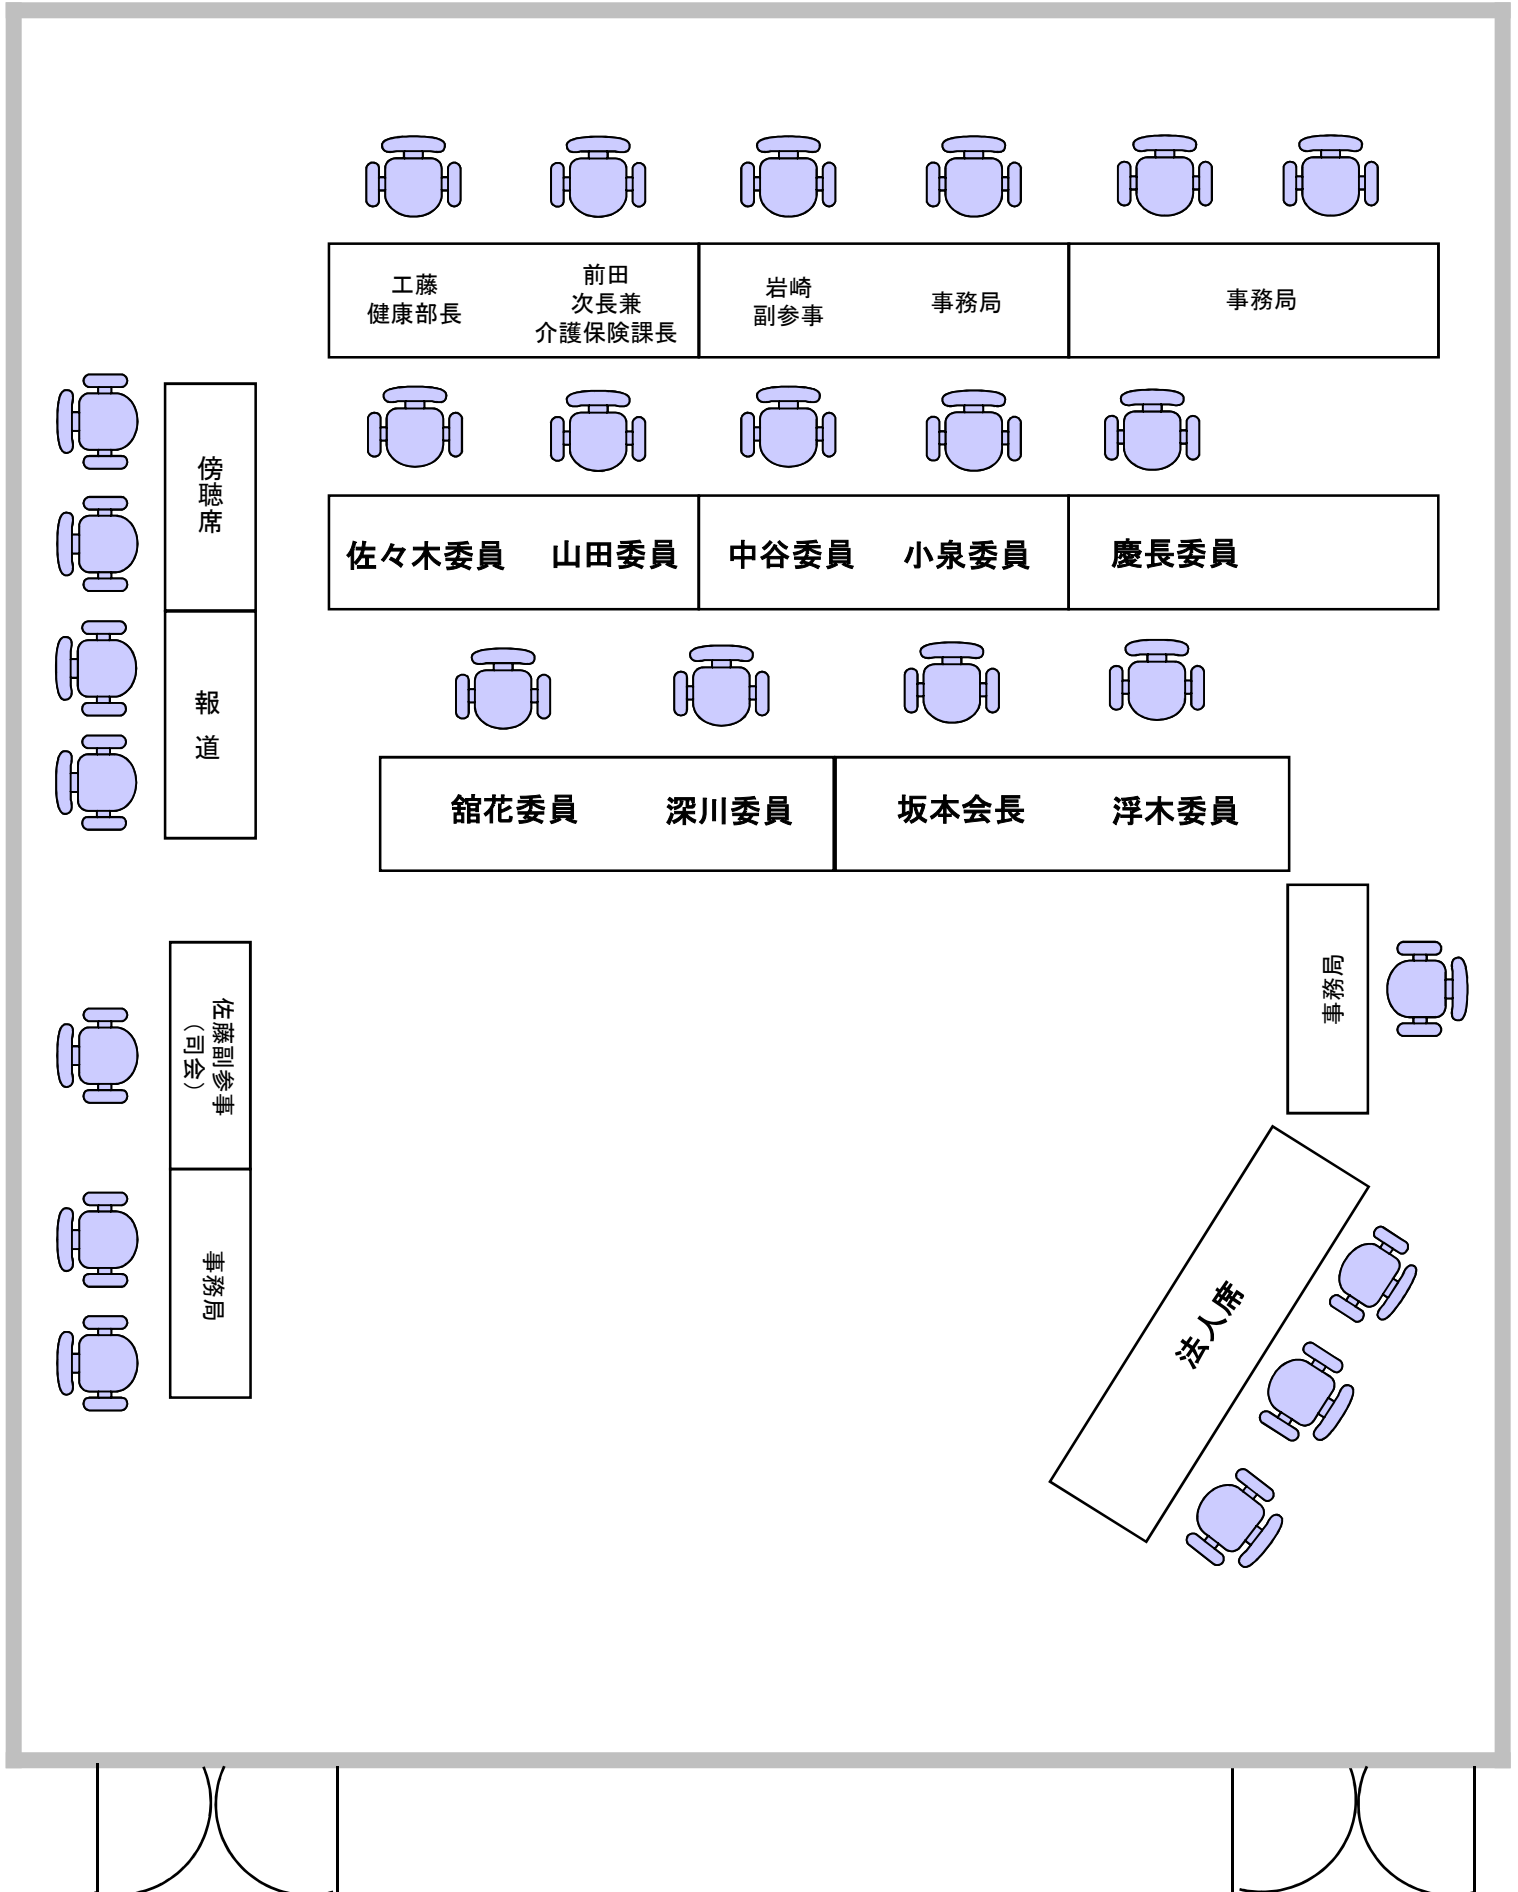 工藤
健康部長
前田
次長兼
介護保険課長
岩崎
副参事
事務局
事務局
傍聴席
報道
佐々木委員
山田委員
中谷委員
小泉委員
慶長委員
舘花委員
深川委員
坂本会長
浮木委員
事務局
佐藤副参事
（司会）
事務局
法人席